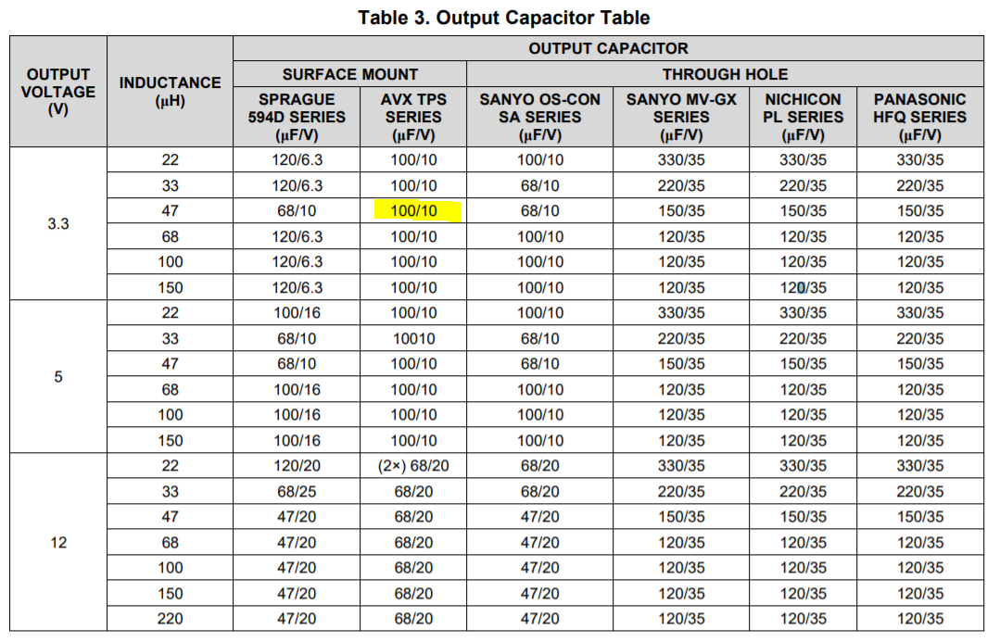 Table 3. Output Capacitor Table
OUTPUT VOLTAGE (V) INDUCTANCE (μH) OUTPUT CAPACITOR
SURFACE MOUNT THROUGH HOLE
SPRAGUE 594D SERIES (μF/V) AVX TPS SERIES (μF/V) SANYO OS-CON SA SERIES (μF/V) SANYO MV-GX SERIES (μF/V) NICHICON PL SERIES (μF/V) PANASONIC HFQ SERIES (μF/V)
3.3 22 120/6.3 100/10 100/10 330/35 330/35 330/35
33 120/6.3 100/10 68/10 220/35 220/35 220/35
47 68/10 100/10 68/10 150/35 150/35 150/35
68 120/6.3 100/10 100/10 120/35 120/35 120/35
100 120/6.3 100/10 100/10 120/35 120/35 120/35
150 120/6.3 100/10 100/10 120/35 120/35 120/35
5 22 100/16 100/10 100/10 330/35 330/35 330/35
33 68/10 10010 68/10 220/35 220/35 220/35
47 68/10 100/10 68/10 150/35 150/35 150/35
68 100/16 100/10 100/10 120/35 120/35 120/35
100 100/16 100/10 100/10 120/35 120/35 120/35
150 100/16 100/10 100/10 120/35 120/35 120/35
12 22 120/20 (2×) 68/20 68/20 330/35 330/35 330/35
33 68/25 68/20 68/20 220/35 220/35 220/35
47 47/20 68/20 47/20 150/35 150/35 150/35
68 47/20 68/20 47/20 120/35 120/35 120/35
100 47/20 68/20 47/20 120/35 120/35 120/35
150 47/20 68/20 47/20 120/35 120/35 120/35
220 47/20 68/20 47/20 120/35 120/35 120/35